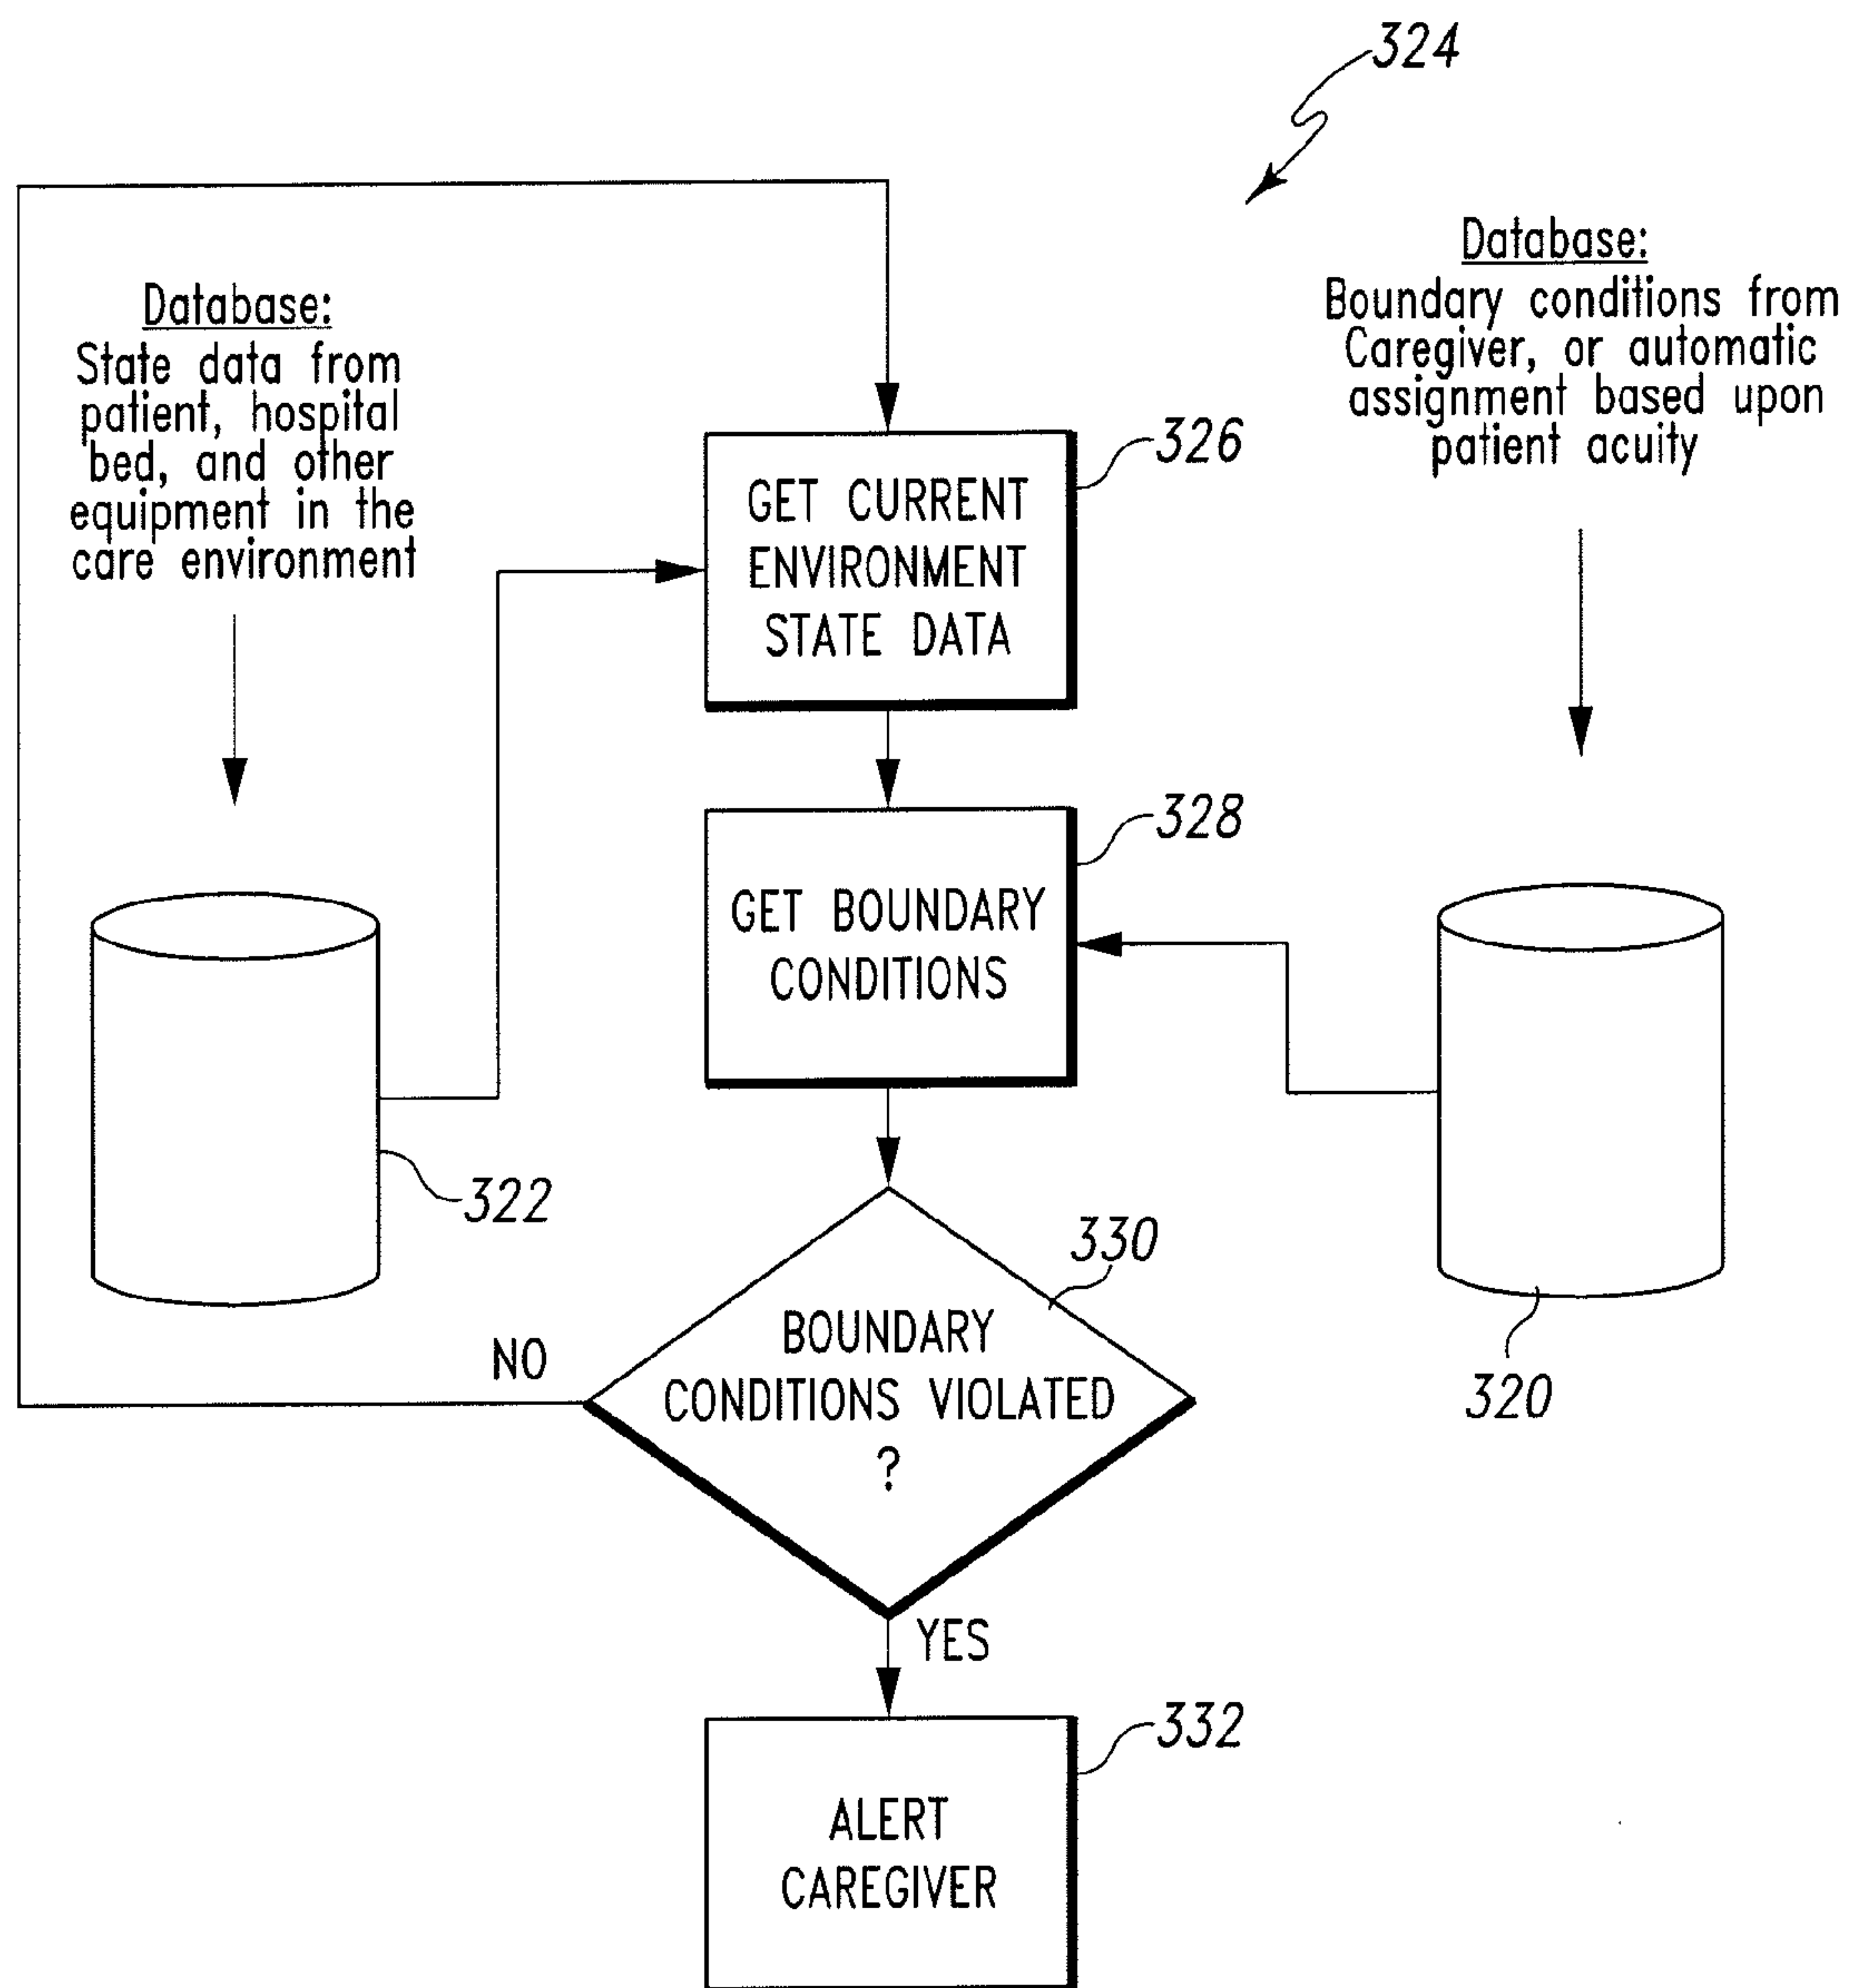 324
Database:
State data from
patient, hospital
bed, and other
equipment in the
care environment
Database:
Boundary conditions from
Caregiver, or automatic
assignment based upon
patient acuity
326
GET CURRENT
ENVIRONMENT
STATE DATA
328
GET BOUNDARY
CONDITIONS
322
320
330
BOUNDARY
CONDITIONS VIOLATED
?
NO
YES
332
ALERT
CAREGIVER